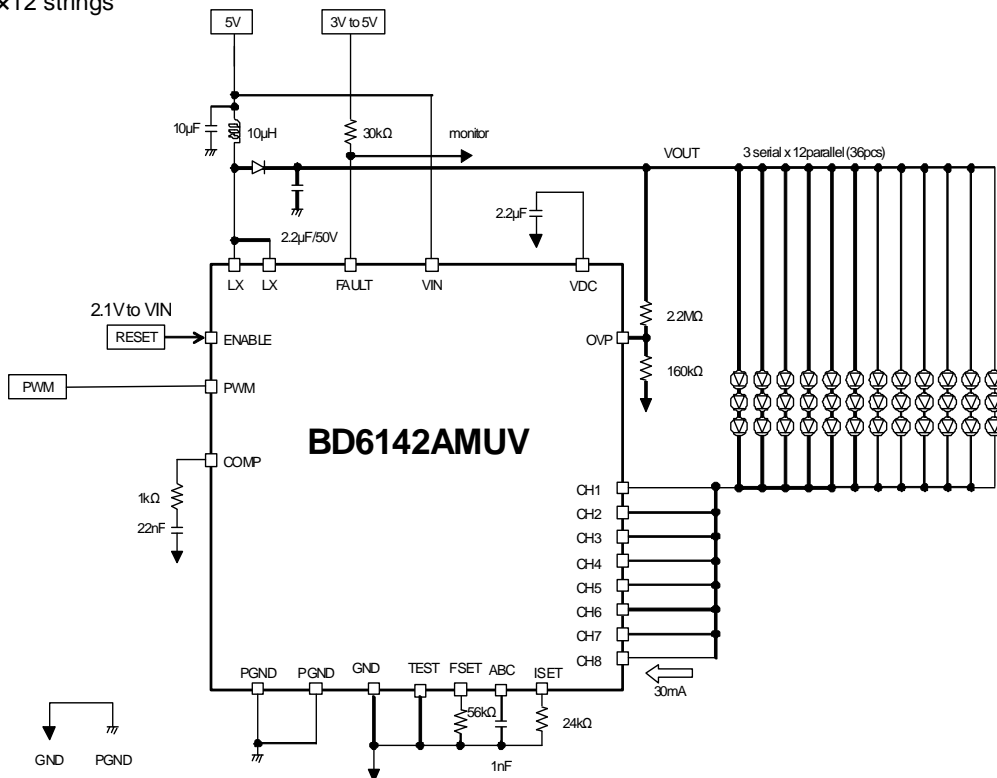 ×12 strings
5V
3V to 5V
10µF
10µH
30kΩ
monitor
VOUT
3 serial x 12parallel (36pcs)
2.2µF
2.2µF/50V
LX
LX
FAULT
VIN
VDC
2.1V to VIN
RESET
ENABLE
OVP
2.2MΩ
160kΩ
PWM
PWM
BD6142AMUV
COMP
1kΩ
22nF
CH1
CH2
CH3
CH4
CH5
CH6
CH7
CH8
30mA
PGND
PGND
GND
TEST
FSET
ABC
ISET
56kΩ
24kΩ
1nF
GND
PGND